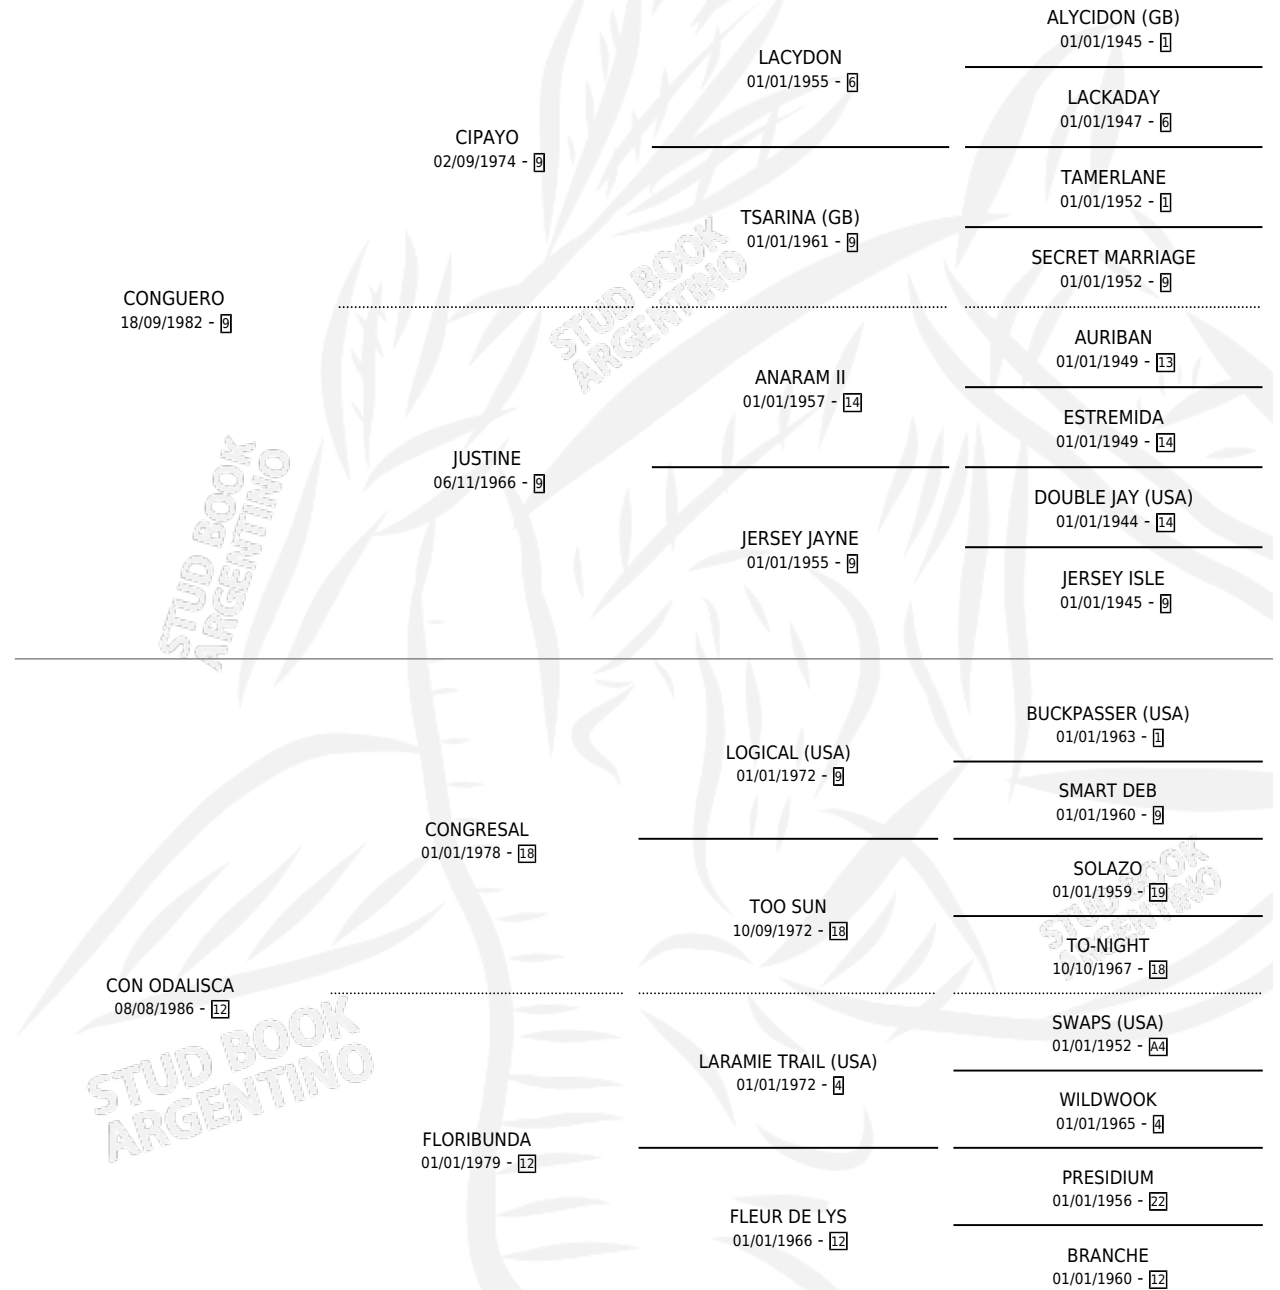 ALYCIDON (GB)
01/01/1945 - 1
LACYDON
01/01/1955 - 6
LACKADAY
01/01/1947 - 6
CIPAYO
02/09/1974 - 9
TAMERLANE
01/01/1952 - 1
TSARINA (GB)
01/01/1961 - 9
SECRET MARRIAGE
01/01/1952 - 9
CONGUERO
18/09/1982 - 9
AURIBAN
01/01/1949 - 13
ANARAM II
01/01/1957 - 14
ESTREMIDA
01/01/1949 - 14
JUSTINE
06/11/1966 - 9
DOUBLE JAY (USA)
01/01/1944 - 14
JERSEY JAYNE
01/01/1955 - 9
JERSEY ISLE
01/01/1945 - 9
BUCKPASSER (USA)
01/01/1963 - 1
LOGICAL (USA)
01/01/1972 - 9
SMART DEB
01/01/1960 - 9
CONGRESAL
01/01/1978 - 18
SOLAZO
01/01/1959 - 19
TOO SUN
10/09/1972 - 18
TO-NIGHT
10/10/1967 - 18
CON ODALISCA
08/08/1986 - 12
SWAPS (USA)
01/01/1952 - A4
LARAMIE TRAIL (USA)
01/01/1972 - 4
WILDWOOK
01/01/1965 - 4
FLORIBUNDA
01/01/1979 - 12
PRESIDIUM
01/01/1956 - 22
FLEUR DE LYS
01/01/1966 - 12
BRANCHE
01/01/1960 - 12
STUD BOOK
ARGENTINO
STUD BOOK
ARGENTINO
STUD BOOK
ARGENTINO
STUD BOOK
ARGENTINO